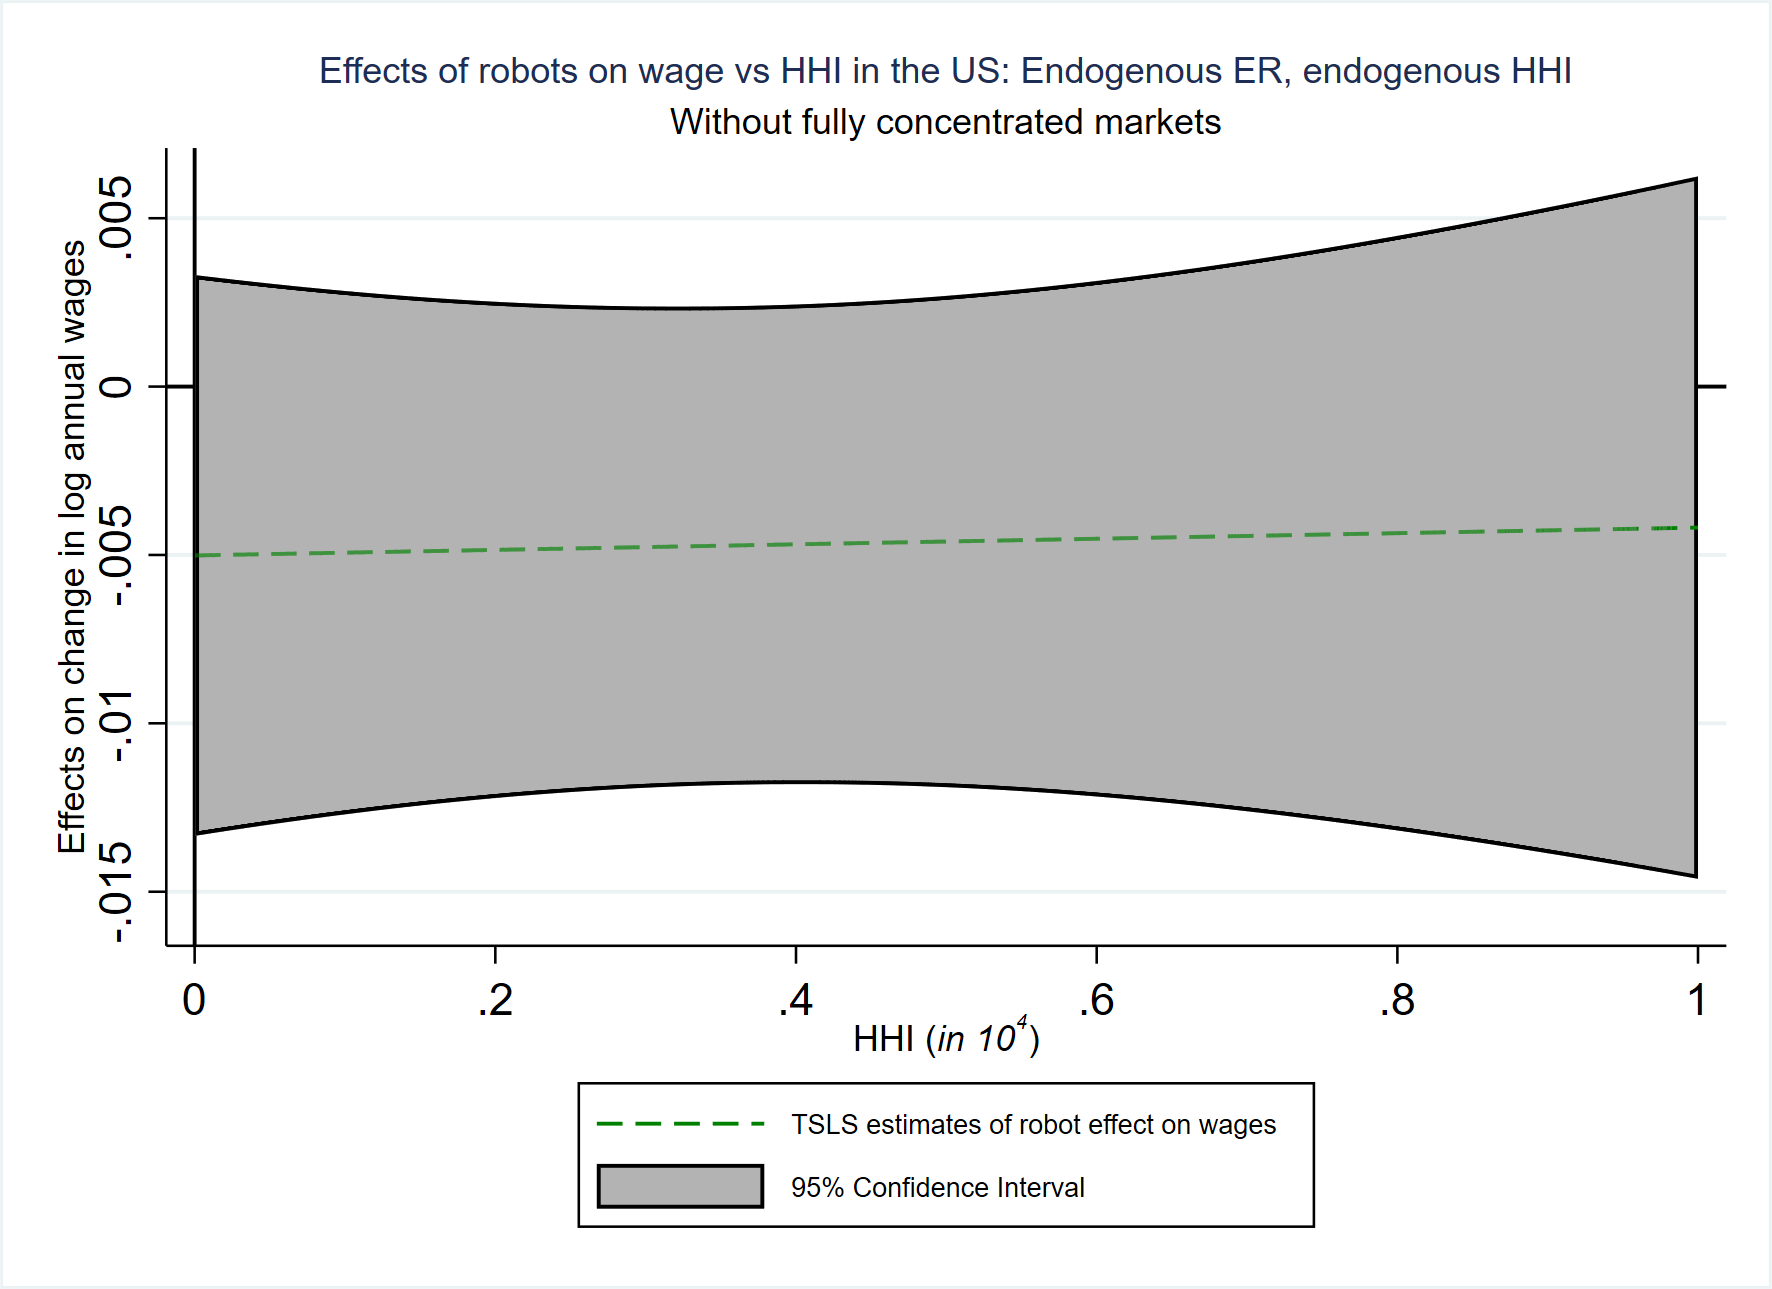 Effects of robots on wage vs HHI in the US: Endogenous ER, endogenous HHI
Without fully concentrated markets
Effects on change in log annual wages
.005
0
-.005
-.01
-.015
0 .2 .4 .6 .8 1
HHI (in 10⁴)
TSLS estimates of robot effect on wages
95% Confidence Interval